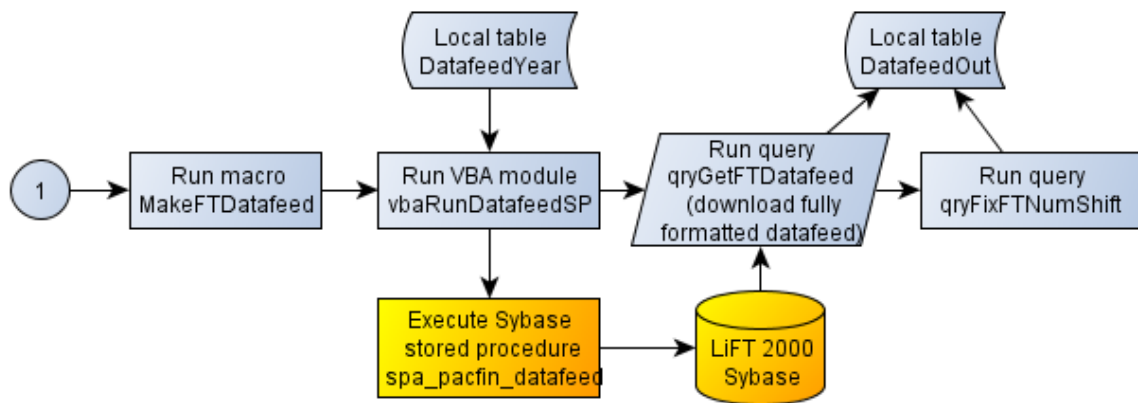 Local table
DatafeedYear
Local table
DatafeedOut
1
Run macro
MakeFTDatafeed
Run VBA module
vbaRunDatafeedSP
Run query
qryGetFTDatafeed
(download fully
formatted datafeed)
Run query
qryFixFTNumShift
Execute Sybase
stored procedure
spa_pacfin_datafeed
LiFT 2000
Sybase